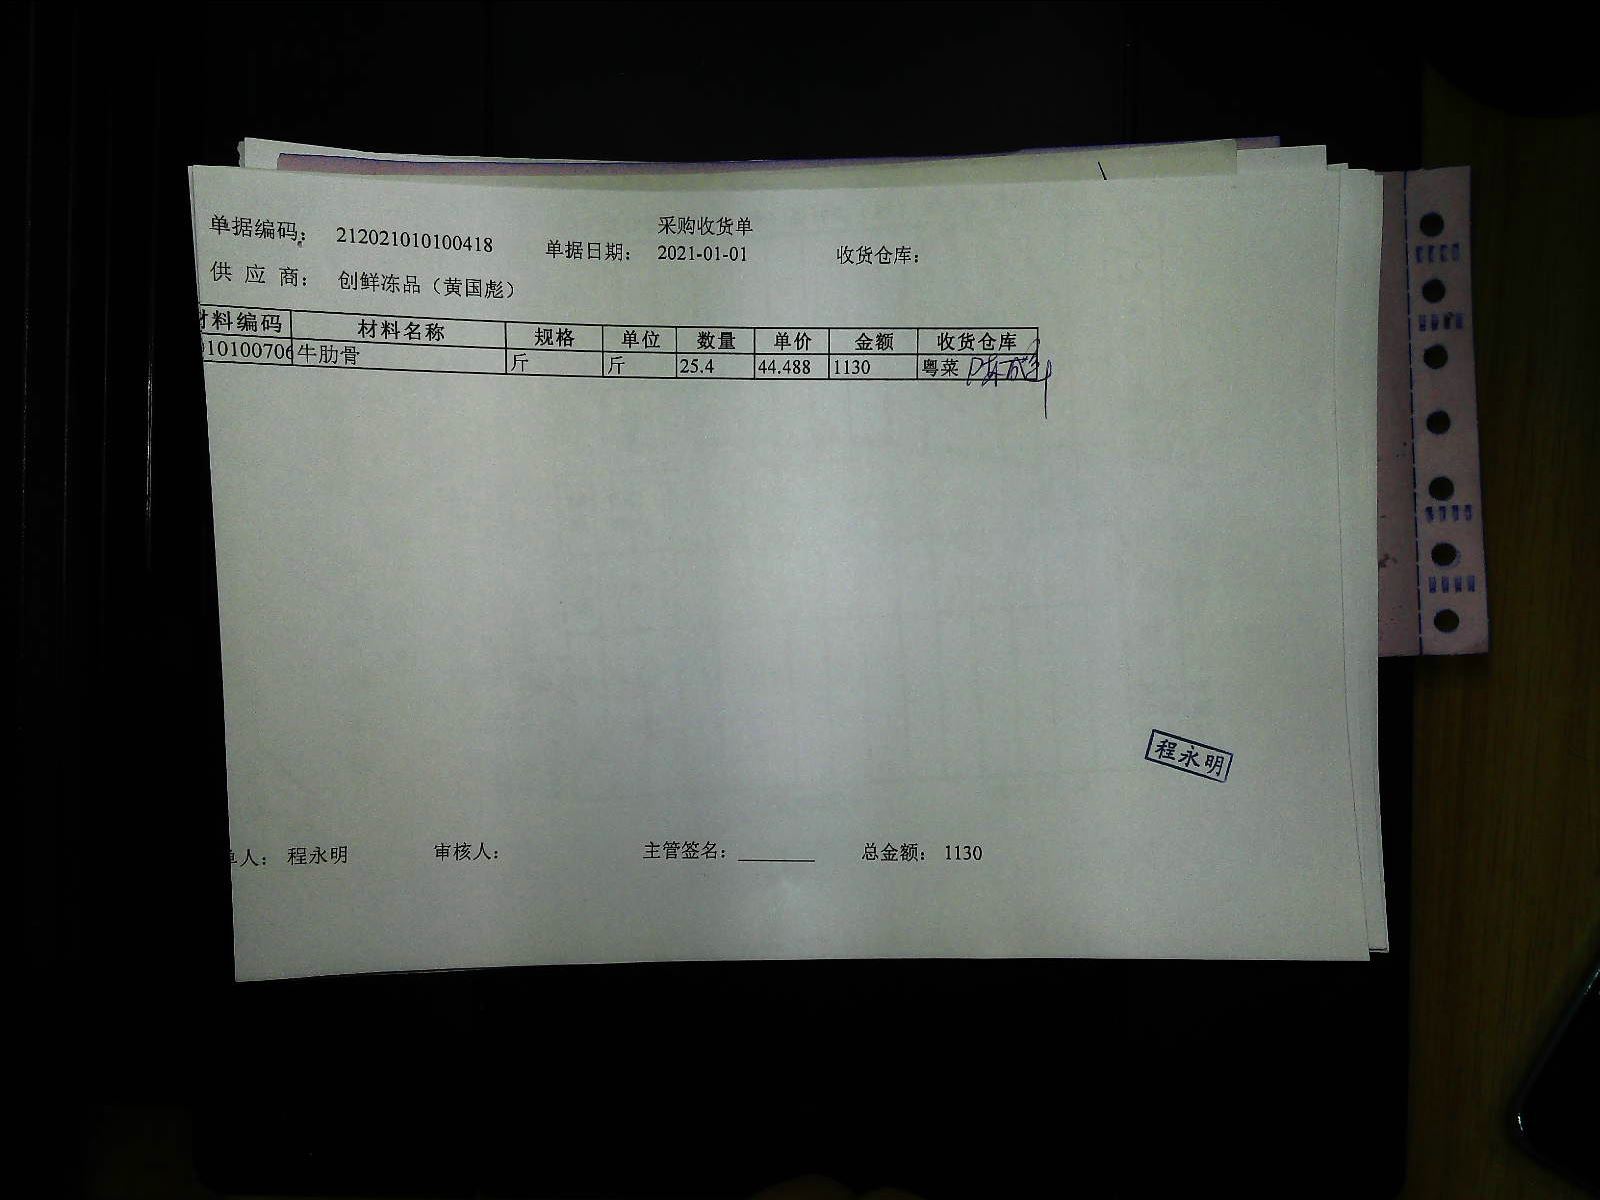 采购收货单
单据编码： 212021010100418 单据日期： 2021-01-01 收货仓库：
供 应 商： 创鲜冻品（黄国彪）
材料编码 材料名称 规格 单位 数量 单价 金额 收货仓库
10100706 牛肋骨 斤 斤 25.4 44.488 1130 粤菜
程永明
单人： 程永明 审核人： 主管签名：________ 总金额： 1130